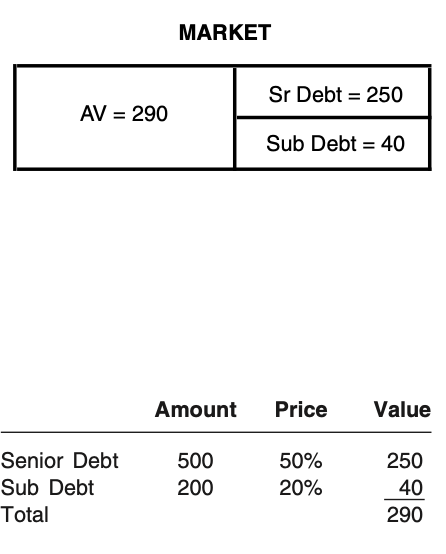 MARKET
AV = 290
Sr Debt = 250
Sub Debt = 40
Amount Price Value
Senior Debt 500 50% 250
Sub Debt 200 20% 40
Total 290